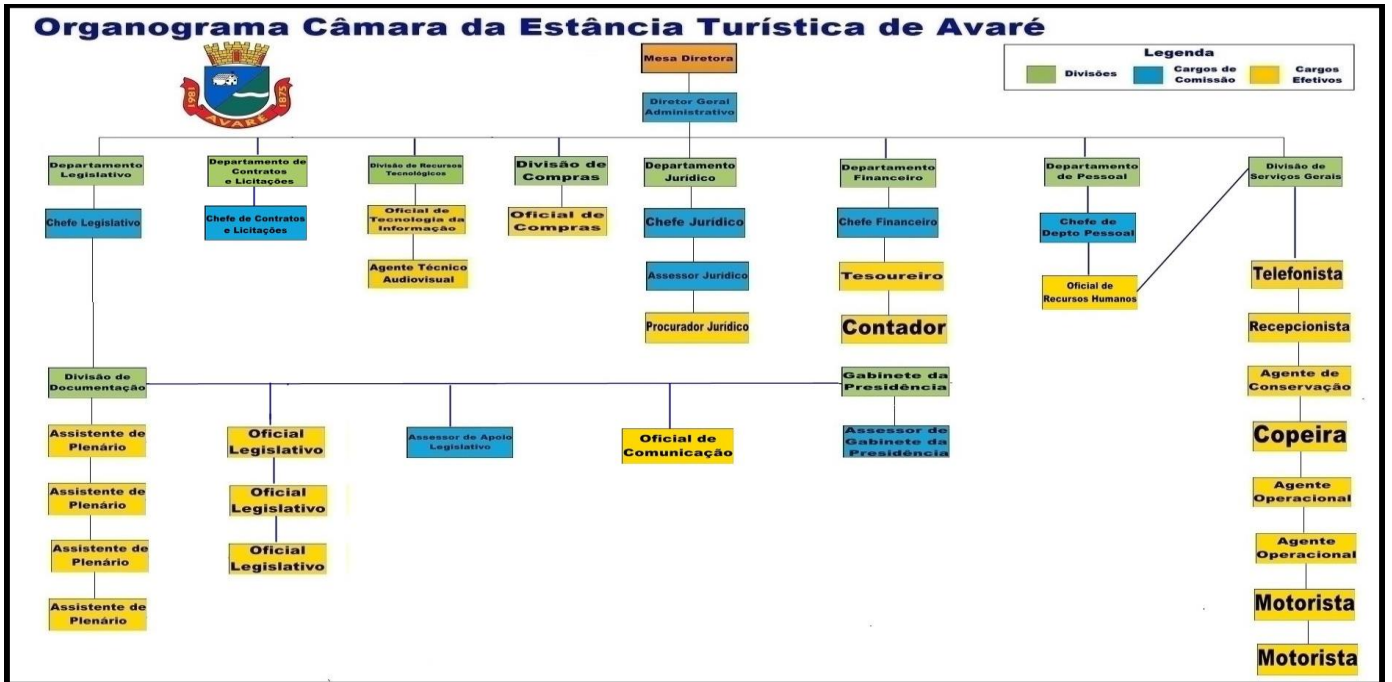 Organograma Câmara da Estância Turística de Avaré
1981
1875
AVARÉ
Mesa Diretora
Legenda
Divisões
Cargos de
Comissão
Cargos
Efetivos
Diretor Geral
Administrativo
Departamento
Legislativo
Departamento de
Contratos
e Licitações
Divisão de Recursos
Tecnológicos
Divisão de
Compras
Departamento
Jurídico
Departamento
Financeiro
Departamento
de Pessoal
Divisão de
Serviços Gerais
Chefe Legislativo
Chefe de Contratos
e Licitações
Oficial de
Tecnologia da
Informação
Oficial de
Compras
Chefe Jurídico
Chefe Financeiro
Chefe de
Depto Pessoal
Agente Técnico
Audiovisual
Assessor Jurídico
Tesoureiro
Oficial de
Recursos Humanos
Telefonista
Procurador Jurídico
Contador
Recepcionista
Divisão de
Documentação
Gabinete da
Presidência
Agente de
Conservação
Assistente de
Plenário
Oficial
Legislativo
Assessor de Apoio
Legislativo
Oficial de
Comunicação
Assessor de
Gabinete da
Presidência
Copeira
Assistente de
Plenário
Oficial
Legislativo
Agente
Operacional
Assistente de
Plenário
Oficial
Legislativo
Agente
Operacional
Assistente de
Plenário
Motorista
Motorista